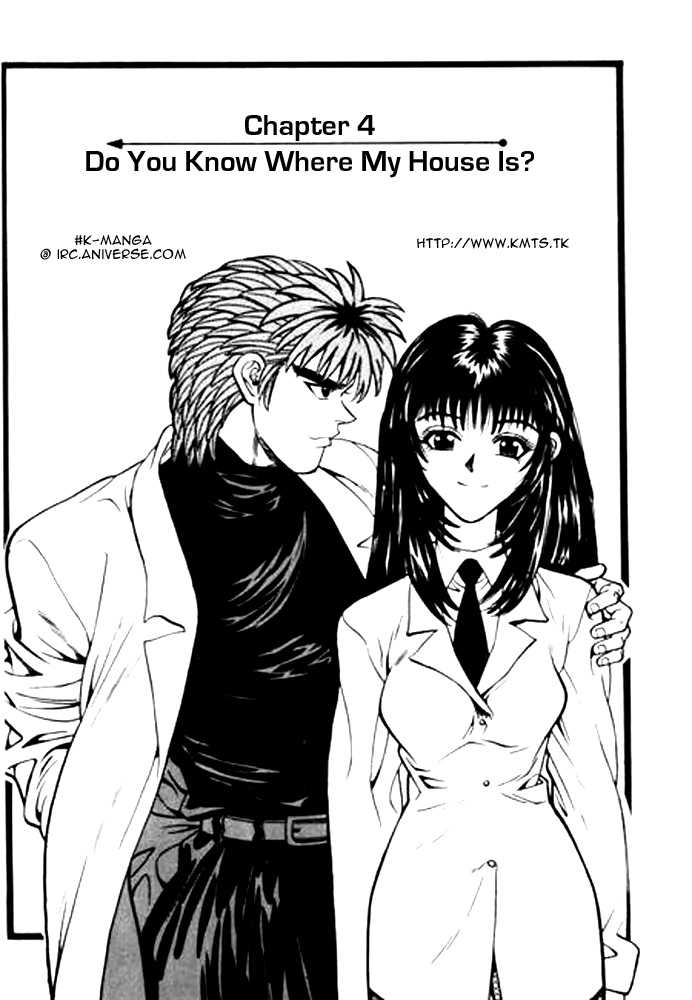 Chapter 4
Do You Know Where My House Is?
#K-MANGA
@ IRC.ANIVERSE.COM
HTTP://WWW.KMTS.TK